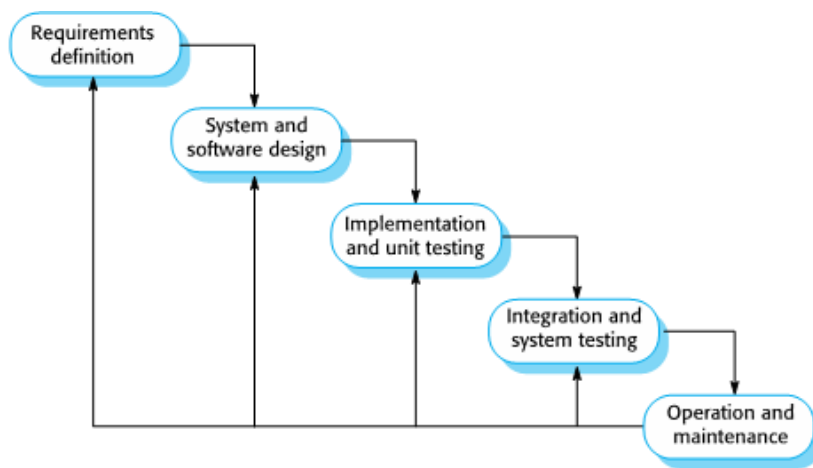 Requirements
definition
System and
software design
Implementation
and unit testing
Integration and
system testing
Operation and
maintenance